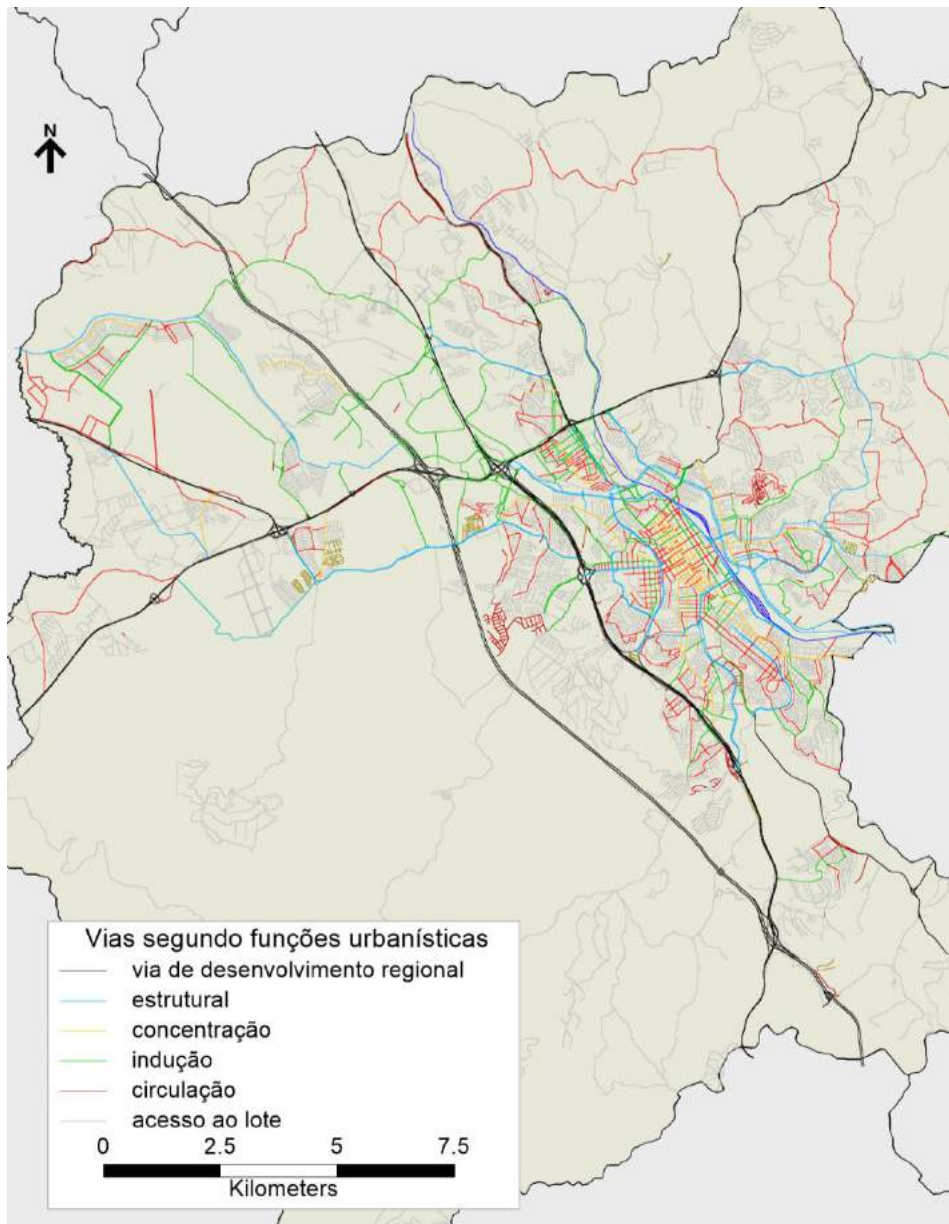 N
Vias segundo funções urbanísticas
via de desenvolvimento regional
estrutural
concentração
indução
circulação
acesso ao lote
0 2.5 5 7.5
Kilometers